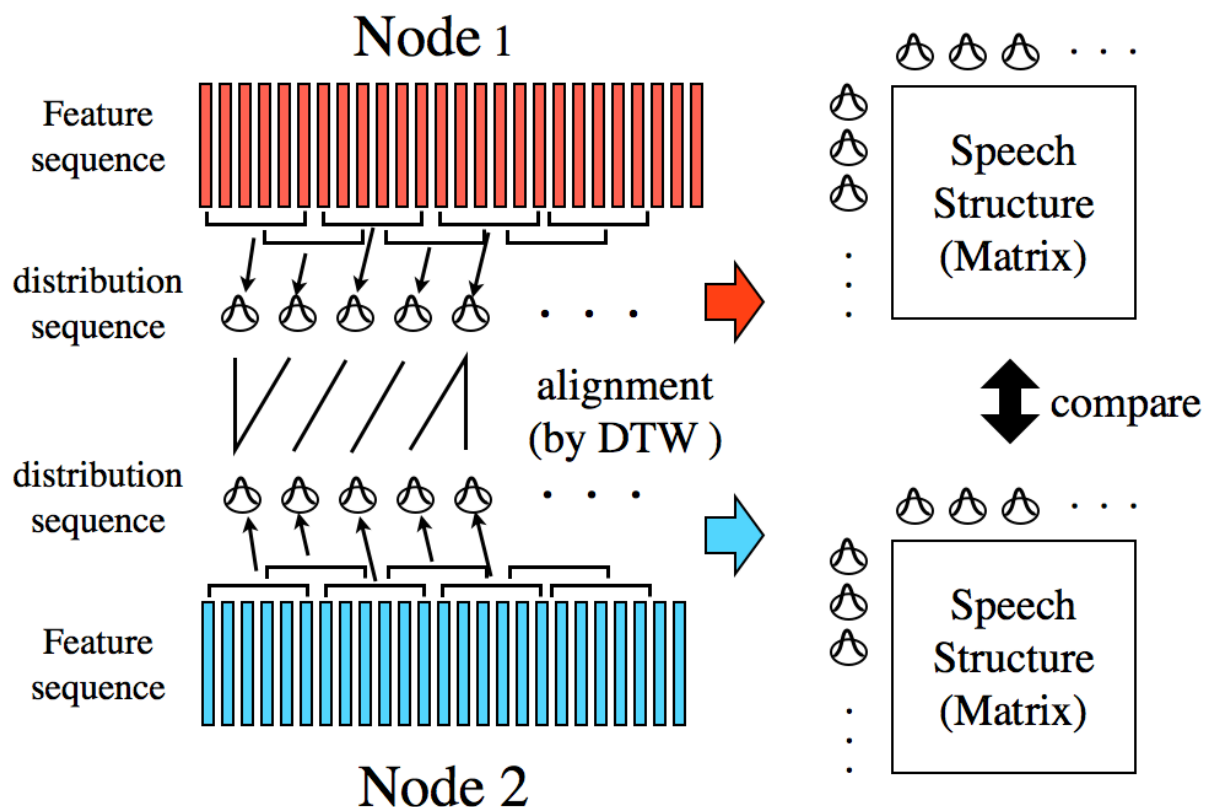 Node 1
Feature
sequence
distribution
sequence
alignment
(by DTW )
distribution
sequence
Feature
sequence
Node 2
. . .
Speech
Structure
(Matrix)
compare
. . .
Speech
Structure
(Matrix)